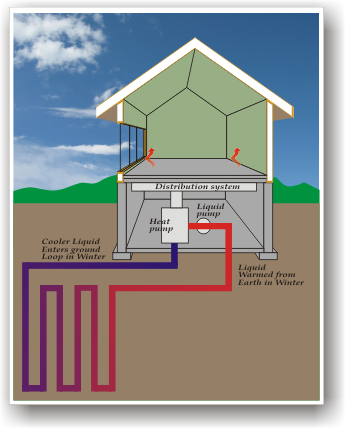 Distribution system
Liquid
pump
Heat
pump
Cooler Liquid
Enters ground
Loop in Winter
Liquid
Warmed from
Earth in Winter